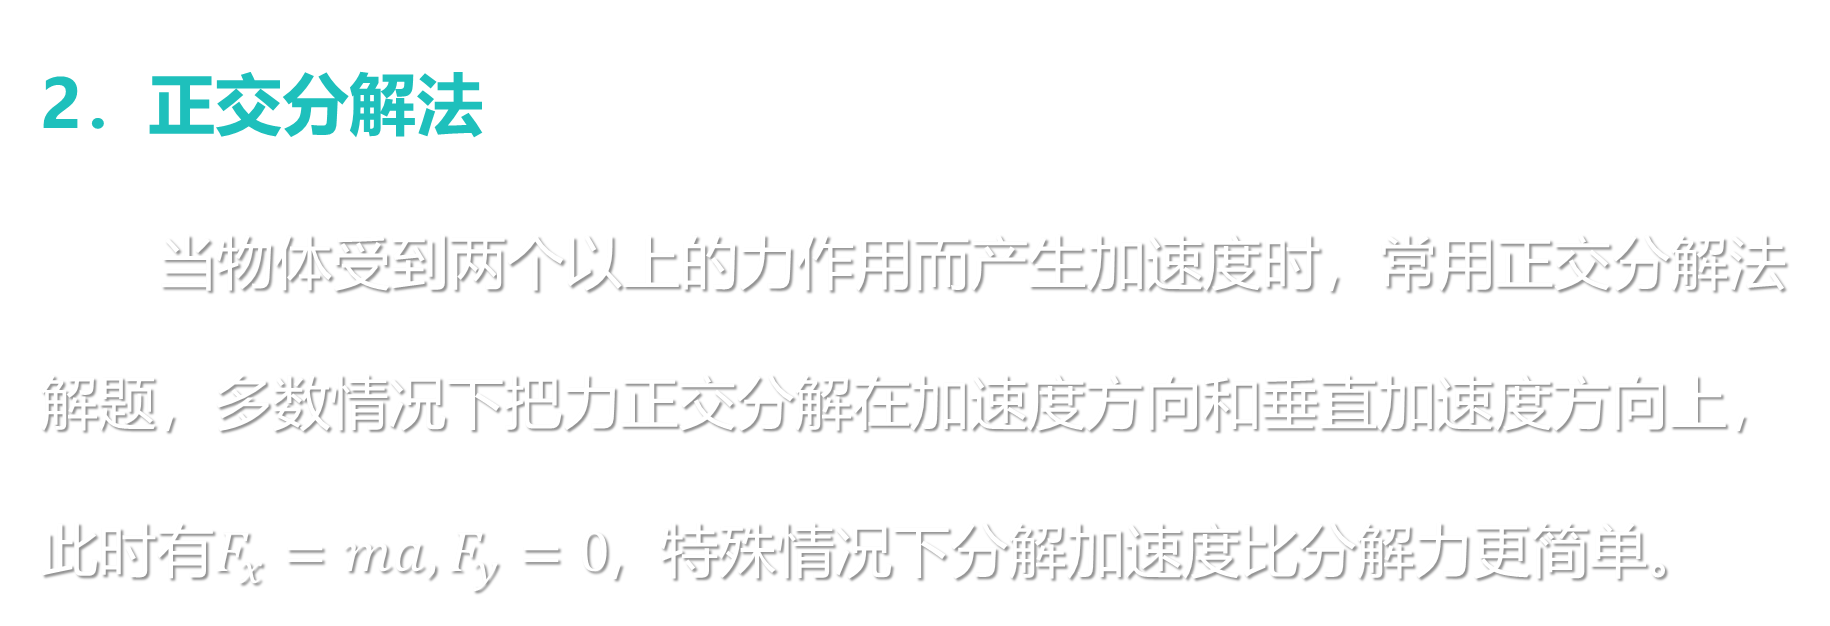 2. 正交分解法
当物体受到两个以上的力作用而产生加速度时，常用正交分解法
解题，多数情况下把力正交分解在加速度方向和垂直加速度方向上，
此时有Fₓ = ma, F_y = 0，特殊情况下分解加速度比分解力更简单。